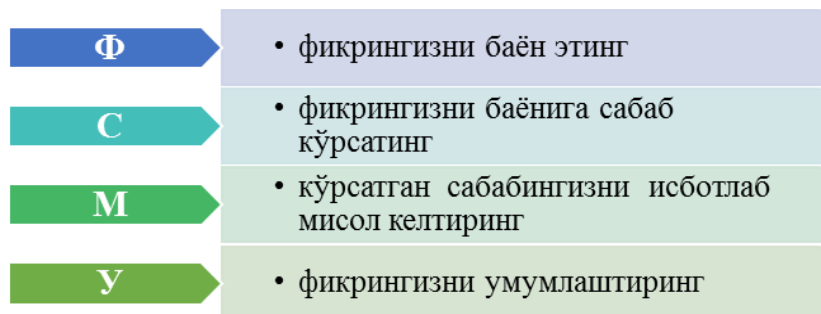 Ф
• фикрингизни баён этинг
С
• фикрингизни баёнига сабаб
кўрсатинг
М
• кўрсатган сабабингизни исботлаб
мисол келтиринг
У
• фикрингизни умумлаштиринг